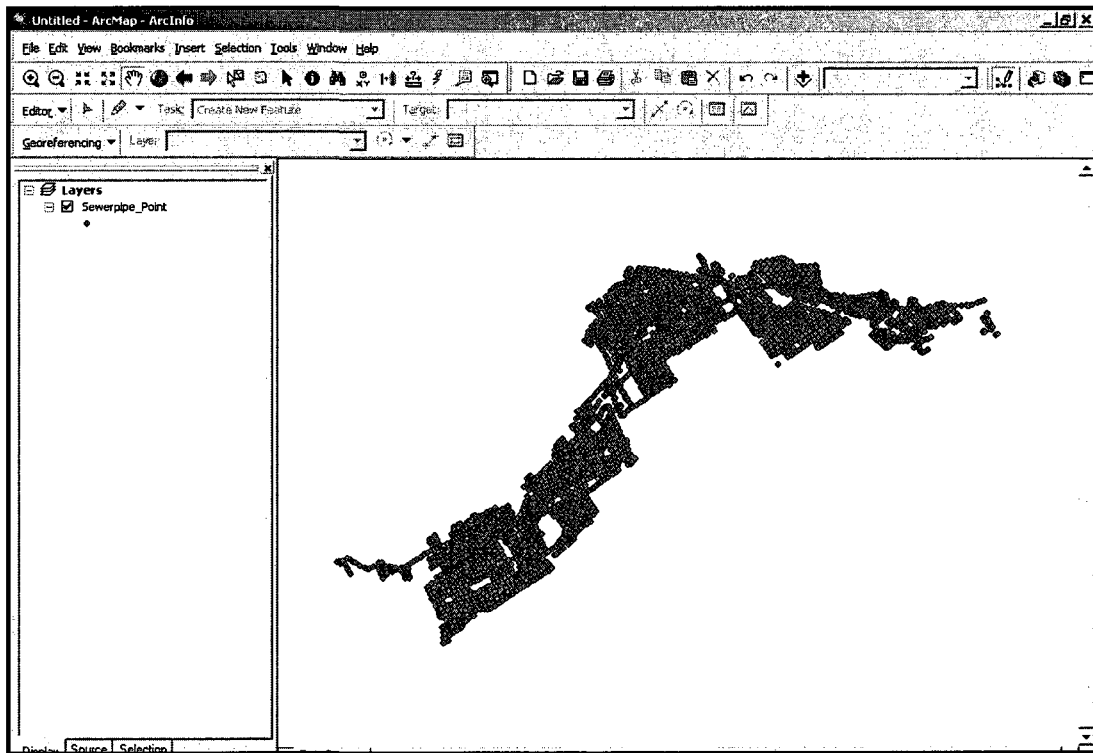 Untitled - ArcMap - ArcInfo
File Edit View Bookmarks Insert Selection Tools Window Help
Editor Task: Create New Feature Target:
Georeferencing Layer:
Layers
Sewerpipe_Point
Display Source Selection